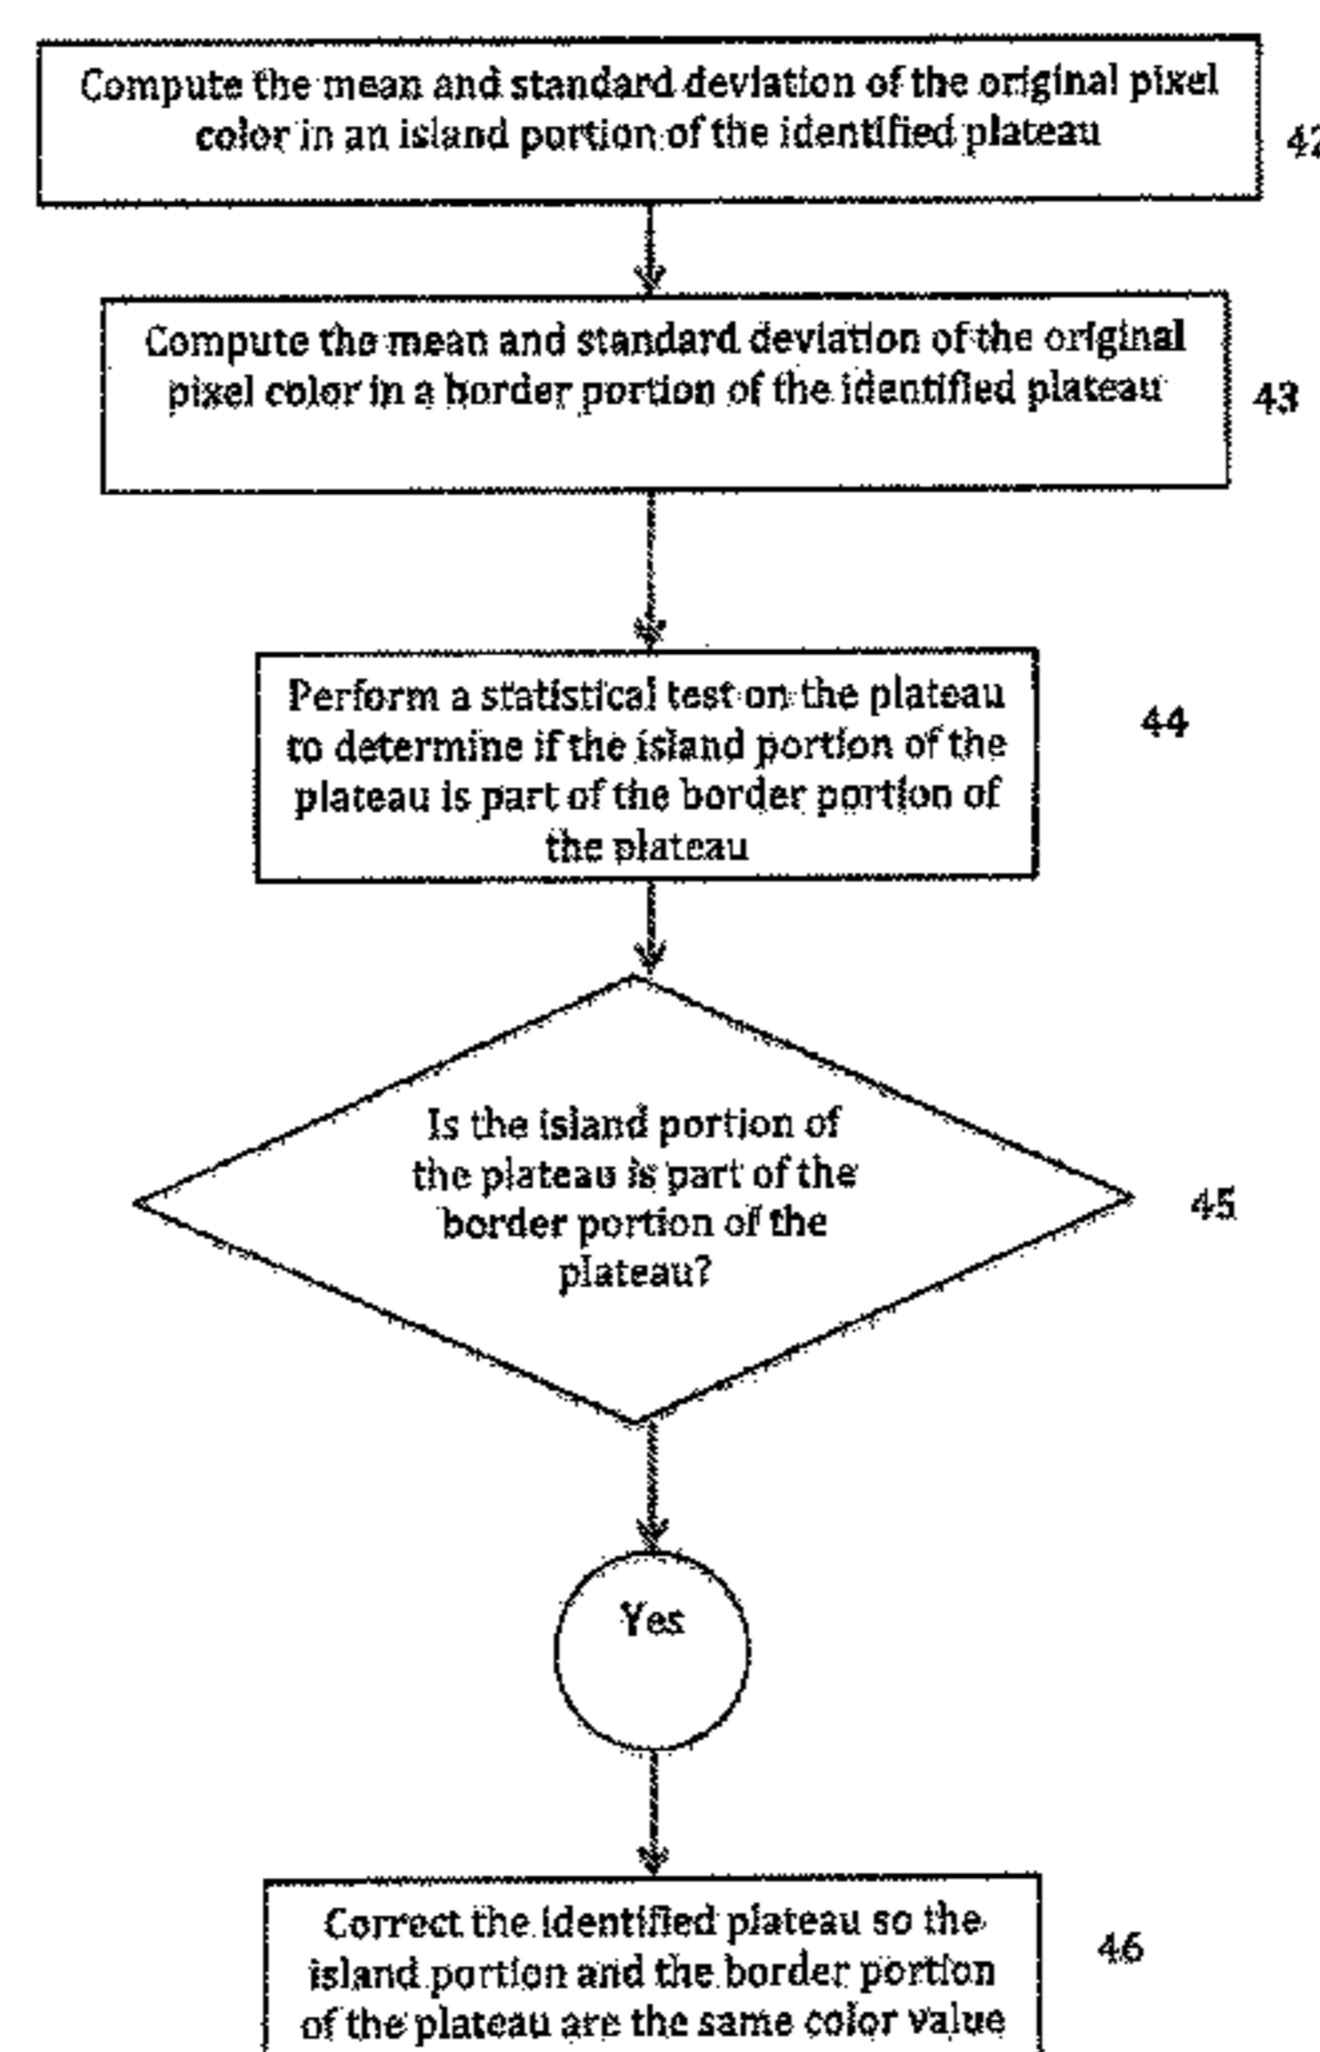 Compute the mean and standard deviation of the original pixel
color in an island portion of the identified plateau
42
Compute the mean and standard deviation of the original
pixel color in a border portion of the identified plateau
43
Perform a statistical test on the plateau
to determine if the island portion of the
plateau is part of the border portion of
the plateau
44
Is the island portion of
the plateau is part of the
border portion of the
plateau?
45
Yes
Correct the identified plateau so the
island portion and the border portion
of the plateau are the same color value
46